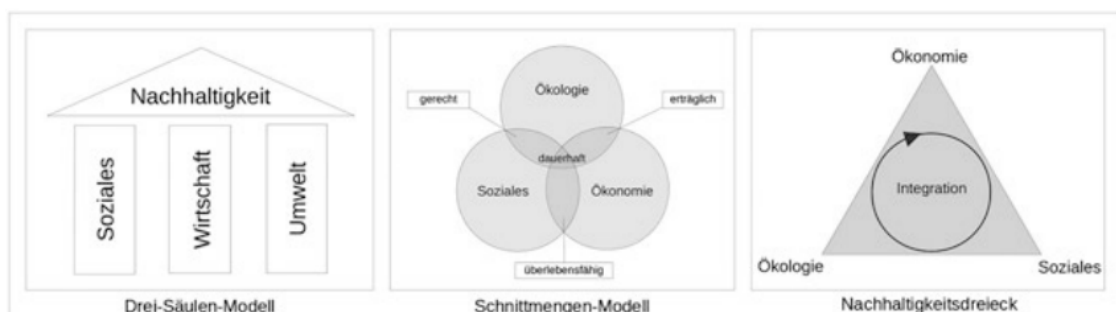 Nachhaltigkeit
Soziales
Wirtschaft
Umwelt
Drei-Säulen-Modell
Ökologie
gerecht
erträglich
dauerhaft
Soziales
Ökonomie
überlebensfähig
Schnittmengen-Modell
Ökonomie
Integration
Ökologie
Soziales
Nachhaltigkeitsdreieck